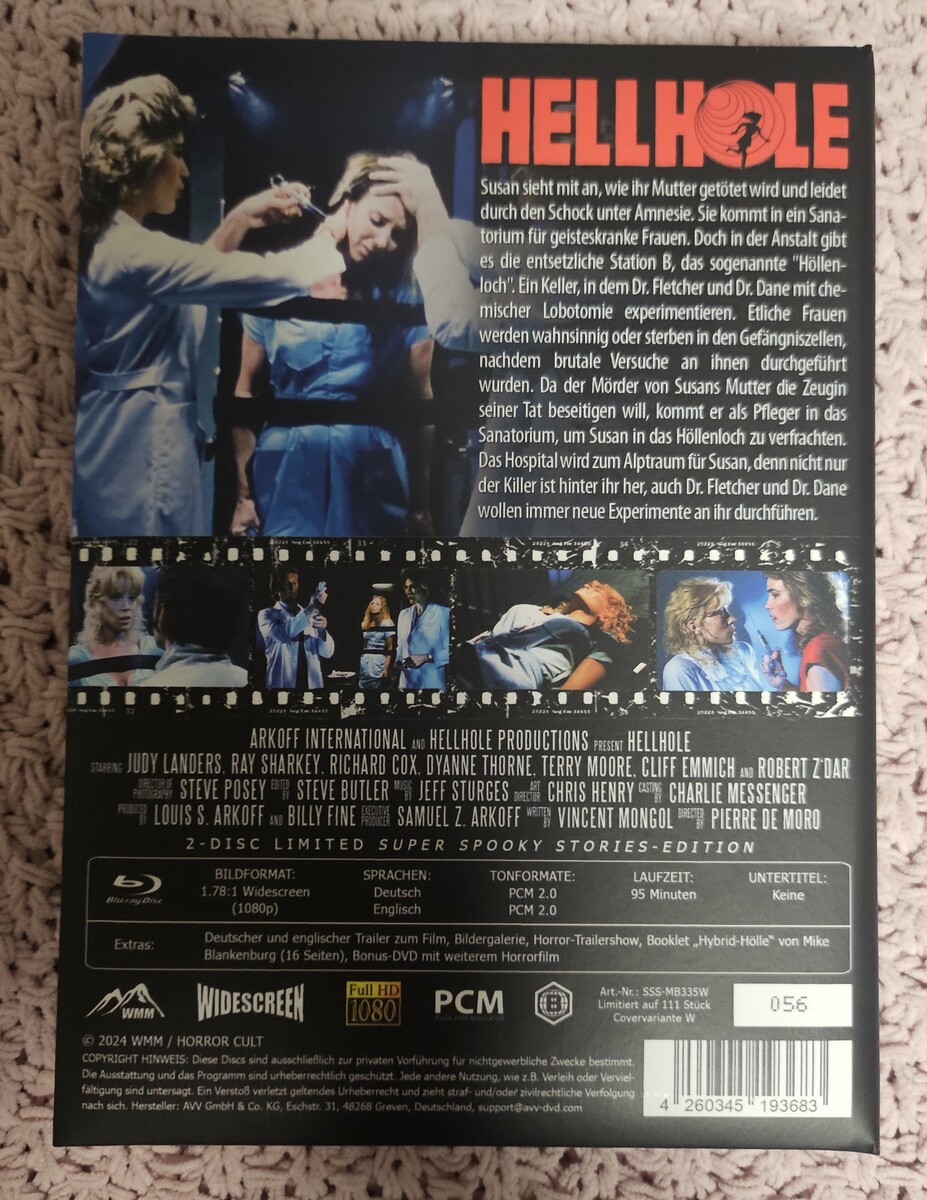 HELLHOLE
Susan sieht mit an, wie ihr Mutter getötet wird und leidet
durch den Schock unter Amnesie. Sie kommt in ein Sana-
torium für geisteskranke Frauen. Doch in der Anstalt gibt
es die entsetzliche Station B, das sogenannte "Höllen-
loch". Ein Keller, in dem Dr. Fletcher und Dr. Dane mit che-
mischer Lobotomie experimentieren. Etliche Frauen
werden wahnsinnig oder sterben in den Gefängniszellen,
nachdem brutale Versuche an ihnen durchgeführt
wurden. Da der Mörder von Susans Mutter die Zeugin
seiner Tat beseitigen will, kommt er als Pfleger in das
Sanatorium, um Susan in das Höllenloch zu verfrachten.
Das Hospital wird zum Alptraum für Susan, denn nicht nur
der Killer ist hinter ihr her, auch Dr. Fletcher und Dr. Dane
wollen immer neue Experimente an ihr durchführen.
ARKOFF INTERNATIONAL AND HELLHOLE PRODUCTIONS PRESENT HELLHOLE
STARRING JUDY LANDERS, RAY SHARKEY, RICHARD COX, DYANNE THORNE, TERRY MOORE, CLIFF EMMICH AND ROBERT Z'DAR
DIRECTOR OF PHOTOGRAPHY STEVE POSEY EDITED BY STEVE BUTLER MUSIC BY JEFF STURGES ART DIRECTOR CHRIS HENRY CASTING BY CHARLIE MESSENGER
PRODUCED BY LOUIS S. ARKOFF AND BILLY FINE EXECUTIVE PRODUCER SAMUEL Z. ARKOFF WRITTEN BY VINCENT MONGOL DIRECTED BY PIERRE DE MORO
2-DISC LIMITED SUPER SPOOKY STORIES-EDITION
Blu-ray Disc
BILDFORMAT: SPRACHEN: TONFORMATE: LAUFZEIT: UNTERTITEL:
1.78:1 Widescreen Deutsch PCM 2.0 95 Minuten Keine
(1080p) Englisch PCM 2.0
Extras: Deutscher und englischer Trailer zum Film, Bildergalerie, Horror-Trailershow, Booklet „Hybrid-Hölle“ von Mike
Blankenburg (16 Seiten), Bonus-DVD mit weiterem Horrorfilm
WMM
WIDESCREEN
Full HD
1080
PCM
Art.-Nr.: SSS-MB335W
Limitiert auf 111 Stück
Covervariante W
056
© 2024 WMM / HORROR CULT
COPYRIGHT HINWEIS: Diese Discs sind ausschließlich zur privaten Vorführung für nichtgewerbliche Zwecke bestimmt.
Die Ausstattung und das Programm sind urheberrechtlich geschützt. Jede andere Nutzung, wie z.B. Verleih oder Verviel-
fältigung sind untersagt. Ein Verstoß verletzt geltendes Urheberrecht und zieht straf- und/oder zivilrechtliche Verfolgung
nach sich. Hersteller: AVV GmbH & Co. KG, Eschstr. 31, 48268 Greven, Deutschland, support@avv-dvd.com
4 260345 193683